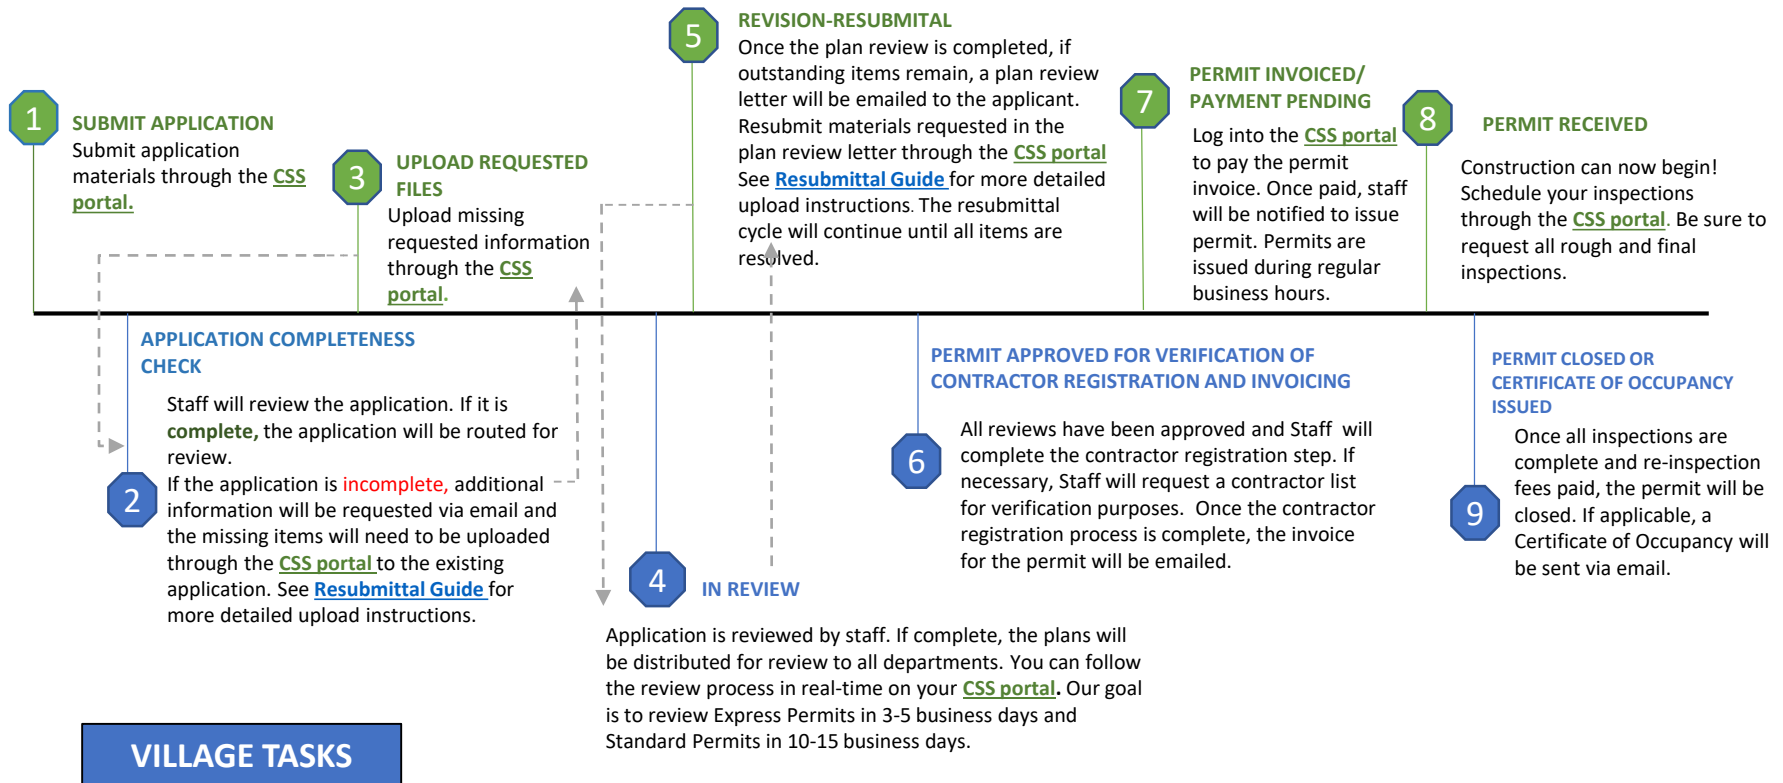 1
SUBMIT APPLICATION
Submit application
materials through the CSS
portal.
2
APPLICATION COMPLETENESS
CHECK
Staff will review the application. If it is
complete, the application will be routed for
review.
If the application is incomplete, additional
information will be requested via email and
the missing items will need to be uploaded
through the CSS portal to the existing
application. See Resubmittal Guide for
more detailed upload instructions.
3
UPLOAD REQUESTED
FILES
Upload missing
requested information
through the CSS
portal.
4
IN REVIEW
Application is reviewed by staff. If complete, the plans will
be distributed for review to all departments. You can follow
the review process in real-time on your CSS portal. Our goal
is to review Express Permits in 3-5 business days and
Standard Permits in 10-15 business days.
5
REVISION-RESUBMITAL
Once the plan review is completed, if
outstanding items remain, a plan review
letter will be emailed to the applicant.
Resubmit materials requested in the
plan review letter through the CSS portal
See Resubmittal Guide for more detailed
upload instructions. The resubmittal
cycle will continue until all items are
resolved.
6
PERMIT APPROVED FOR VERIFICATION OF
CONTRACTOR REGISTRATION AND INVOICING
All reviews have been approved and Staff will
complete the contractor registration step. If
necessary, Staff will request a contractor list
for verification purposes. Once the contractor
registration process is complete, the invoice
for the permit will be emailed.
7
PERMIT INVOICED/
PAYMENT PENDING
Log into the CSS portal
to pay the permit
invoice. Once paid, staff
will be notified to issue
permit. Permits are
issued during regular
business hours.
8
PERMIT RECEIVED
Construction can now begin!
Schedule your inspections
through the CSS portal. Be sure to
request all rough and final
inspections.
9
PERMIT CLOSED OR
CERTIFICATE OF OCCUPANCY
ISSUED
Once all inspections are
complete and re-inspection
fees paid, the permit will be
closed. If applicable, a
Certificate of Occupancy will
be sent via email.
VILLAGE TASKS